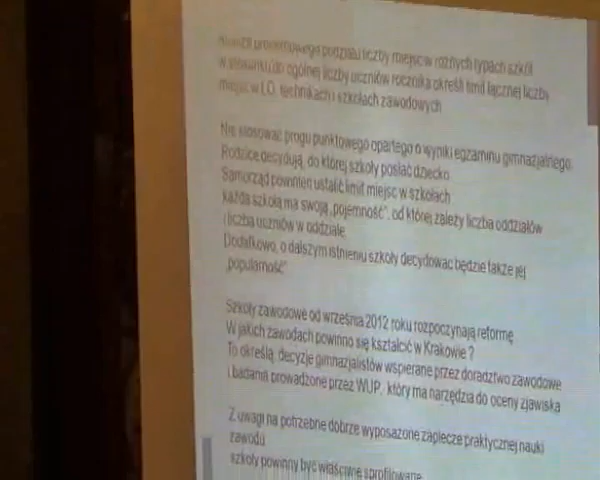 procentowego podziału liczby miejsc w różnych typach szkół
w stosunku do ogólnej liczby uczniów rocznika określi limit łącznej liczby
miejsc w LO, technikach i szkołach zawodowych
Nie stosować progu punktowego opartego o wyniki egzaminu gimnazjalnego.
Rodzice decydują, do której szkoły posłać dziecko
Samorząd powinien ustalić limit miejsc w szkołach
każda szkoła ma swoją „pojemność", od której zależy liczba oddziałów
i liczba uczniów w oddziale
Dodatkowo, o dalszym istnieniu szkoły decydować będzie także jej
„popularność"
Szkoły zawodowe od września 2012 roku rozpoczynają reformę
W jakich zawodach powinno się kształcić w Krakowie ?
To określą, decyzje gimnazjalistów wspierane przez doradztwo zawodowe
i badania prowadzone przez WUP, który ma narzędzia do oceny zjawiska
Z uwagi na potrzebne dobrze wyposażone zaplecze praktycznej nauki
zawodu
szkoły powinny być właściwie sprofilowane